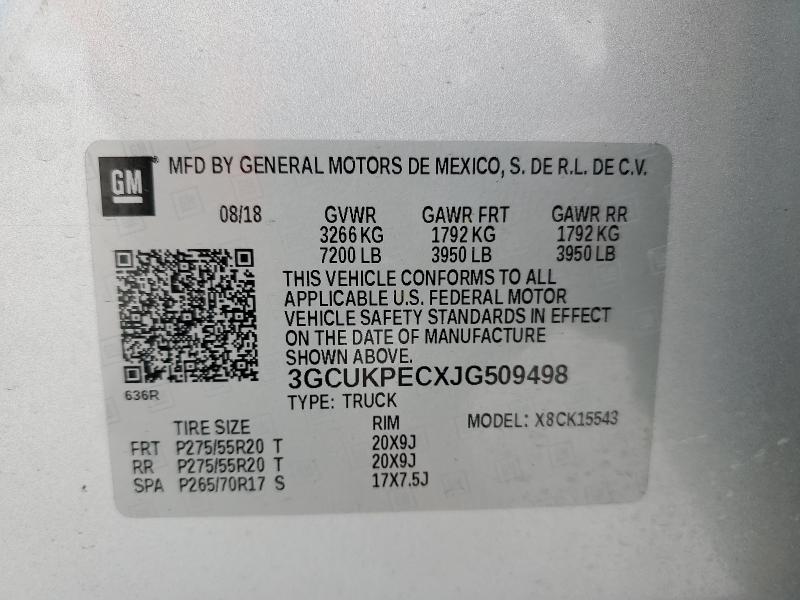 GM ® MFD BY GENERAL MOTORS DE MEXICO, S. DE R.L. DE C.V.
08/18 GVWR GAWR FRT GAWR RR
3266 KG 1792 KG 1792 KG
7200 LB 3950 LB 3950 LB
THIS VEHICLE CONFORMS TO ALL
APPLICABLE U.S. FEDERAL MOTOR
VEHICLE SAFETY STANDARDS IN EFFECT
ON THE DATE OF MANUFACTURE
SHOWN ABOVE.
3GCUKPECXJG509498
636R
TYPE: TRUCK
TIRE SIZE RIM MODEL: X8CK15543
FRT P275/55R20 T 20X9J
RR P275/55R20 T 20X9J
SPA P265/70R17 S 17X7.5J